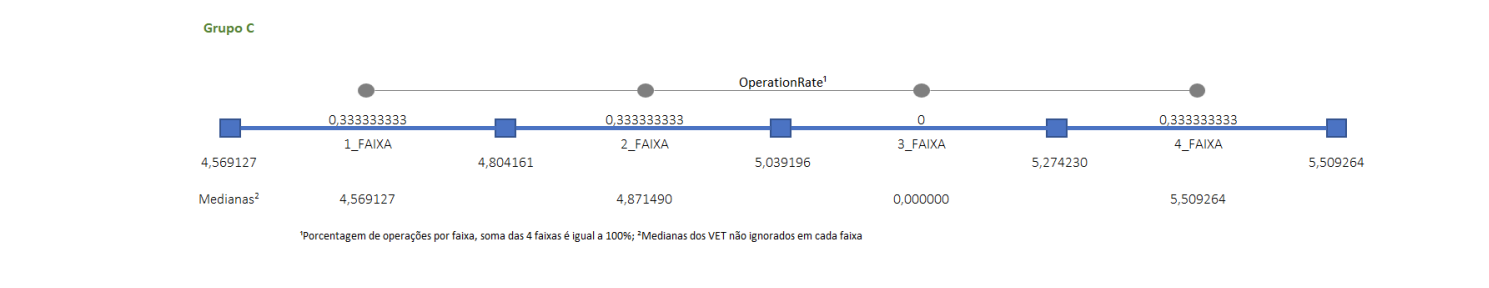 Grupo C
OperationRate¹
0,333333333 0,333333333 0 0,333333333
1_FAIXA 2_FAIXA 3_FAIXA 4_FAIXA
4,569127 4,804161 5,039196 5,274230 5,509264
Medianas² 4,569127 4,871490 0,000000 5,509264
¹Porcentagem de operações por faixa, soma das 4 faixas é igual a 100%; ²Medianas dos VET não ignorados em cada faixa